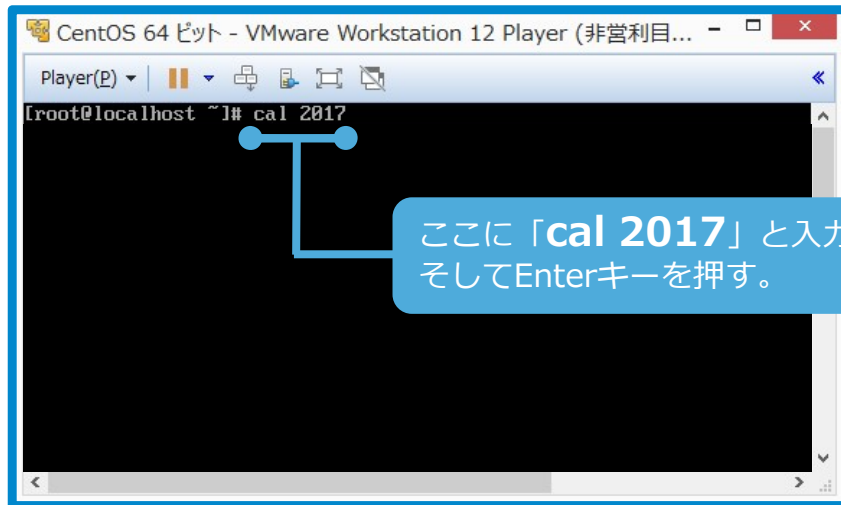 CentOS 64 ビット - VMware Workstation 12 Player (非営利目...
Player(P)
[root@localhost ~]# cal 2017
ここに「cal 2017」と入力
そしてEnterキーを押す。